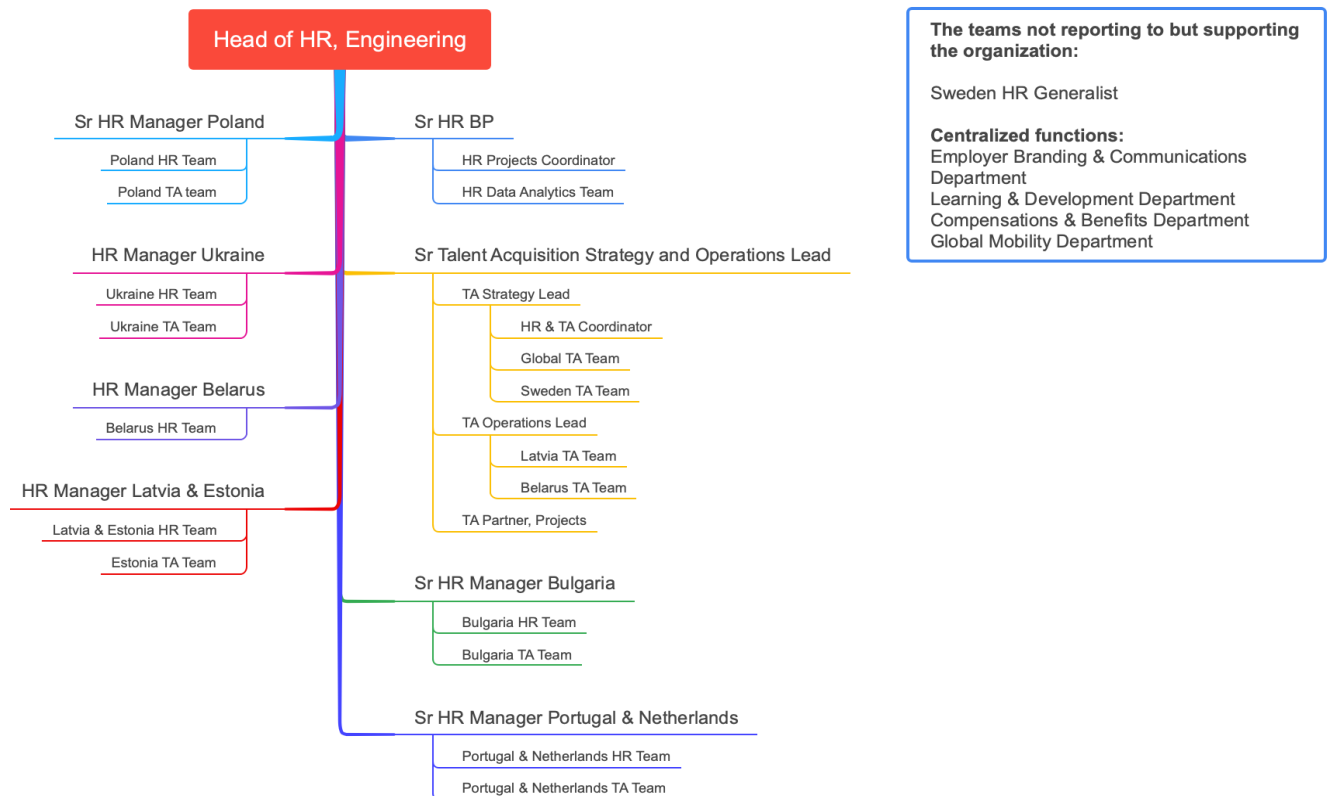 Head of HR, Engineering
Sr HR Manager Poland
Poland HR Team
Poland TA team
HR Manager Ukraine
Ukraine HR Team
Ukraine TA Team
HR Manager Belarus
Belarus HR Team
HR Manager Latvia & Estonia
Latvia & Estonia HR Team
Estonia TA Team
Sr HR BP
HR Projects Coordinator
HR Data Analytics Team
Sr Talent Acquisition Strategy and Operations Lead
TA Strategy Lead
HR & TA Coordinator
Global TA Team
Sweden TA Team
TA Operations Lead
Latvia TA Team
Belarus TA Team
TA Partner, Projects
Sr HR Manager Bulgaria
Bulgaria HR Team
Bulgaria TA Team
Sr HR Manager Portugal & Netherlands
Portugal & Netherlands HR Team
Portugal & Netherlands TA Team
The teams not reporting to but supporting
the organization:
Sweden HR Generalist
Centralized functions:
Employer Branding & Communications
Department
Learning & Development Department
Compensations & Benefits Department
Global Mobility Department